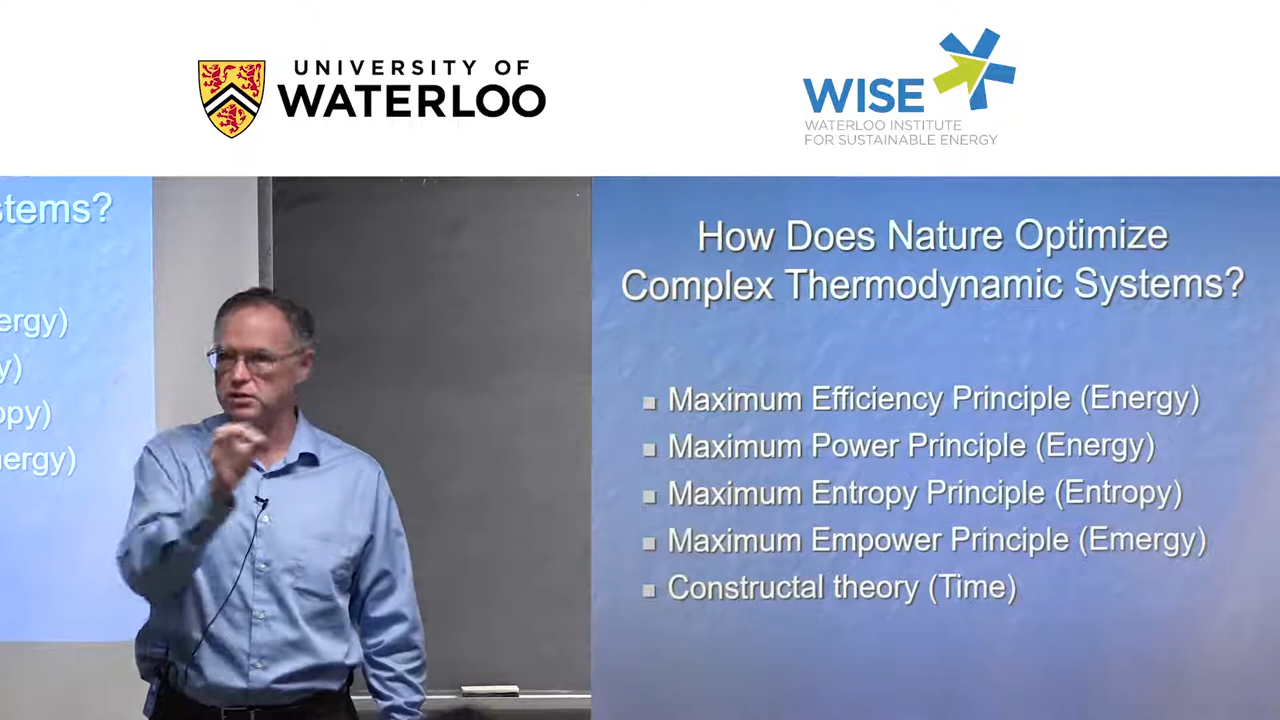 UNIVERSITY OF
WATERLOO
WISE
WATERLOO INSTITUTE
FOR SUSTAINABLE ENERGY
stems?
ergy)
y)
opy)
ergy)
How Does Nature Optimize
Complex Thermodynamic Systems?
Maximum Efficiency Principle (Energy)
Maximum Power Principle (Energy)
Maximum Entropy Principle (Entropy)
Maximum Empower Principle (Emergy)
Constructal theory (Time)